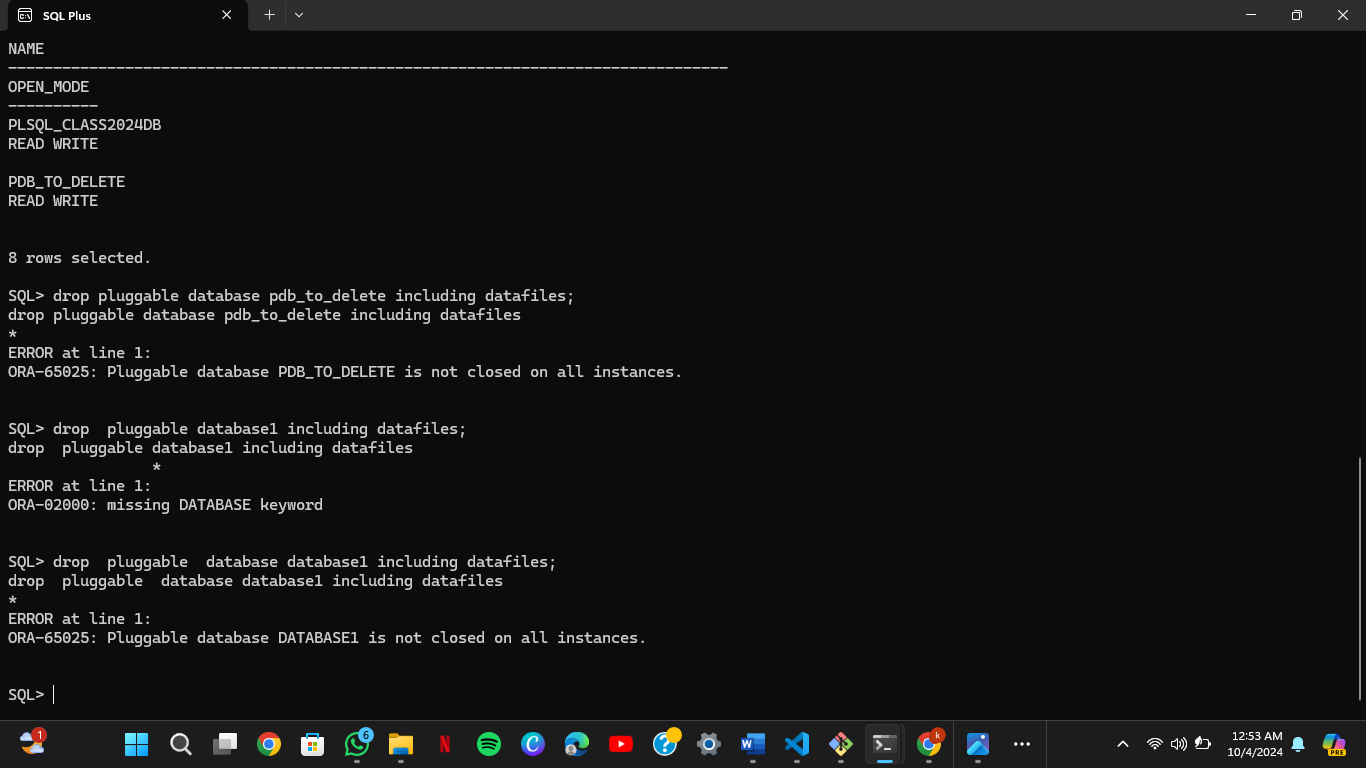 SQL Plus
NAME
--------------------------------------------------------------------------------
OPEN_MODE
----------
PLSQL_CLASS2024DB
READ WRITE
PDB_TO_DELETE
READ WRITE
8 rows selected.
SQL> drop pluggable database pdb_to_delete including datafiles;
drop pluggable database pdb_to_delete including datafiles
*
ERROR at line 1:
ORA-65025: Pluggable database PDB_TO_DELETE is not closed on all instances.
SQL> drop  pluggable database1 including datafiles;
drop  pluggable database1 including datafiles
                *
ERROR at line 1:
ORA-02000: missing DATABASE keyword
SQL> drop  pluggable  database database1 including datafiles;
drop  pluggable  database database1 including datafiles
*
ERROR at line 1:
ORA-65025: Pluggable database DATABASE1 is not closed on all instances.
SQL>
1
6
k
12:53 AM
10/4/2024
PRE